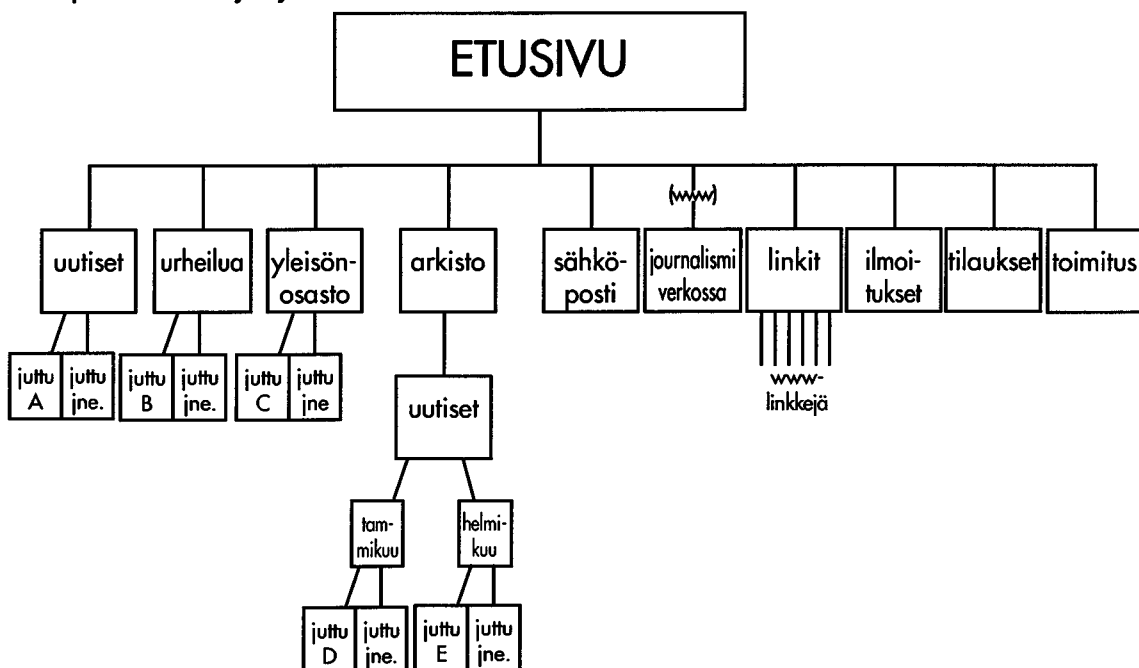 ETUSIVU
(www)
uutiset
urheilua
yleisön-
osasto
arkisto
sähkö-
posti
journalismi
verkossa
linkit
ilmoi-
tukset
tilaukset
toimitus
juttu
A
juttu
jne.
juttu
B
juttu
jne.
juttu
C
juttu
jne
www-
linkkejä
uutiset
tam-
mikuu
helmi-
kuu
juttu
D
juttu
jne.
juttu
E
juttu
jne.